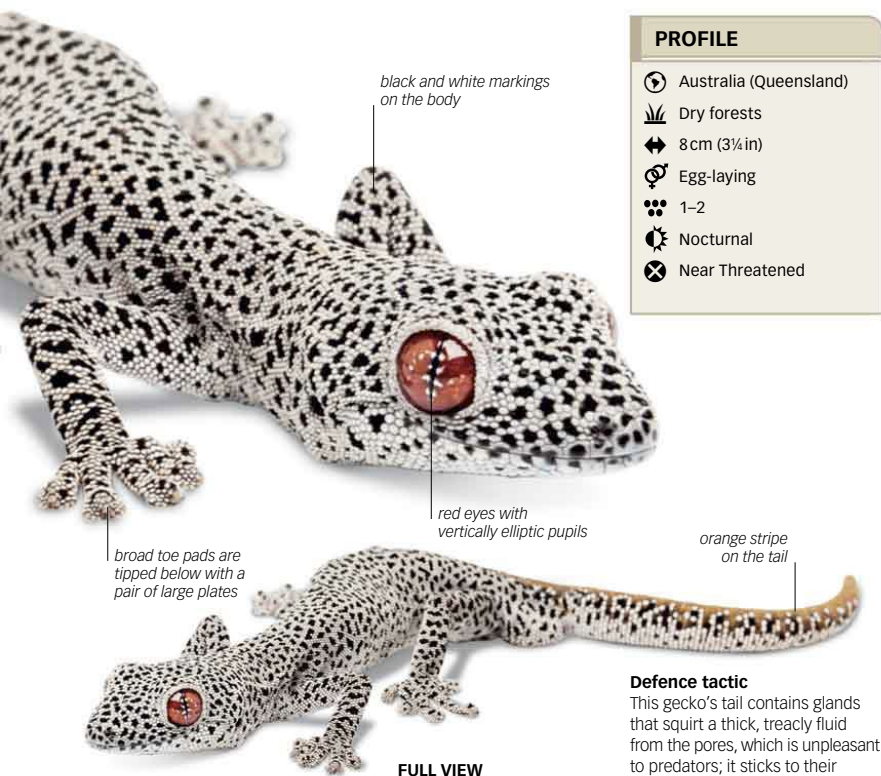 PROFILE
Australia (Queensland)
Dry forests
8 cm (3¼ in)
Egg-laying
1–2
Nocturnal
Near Threatened
black and white markings
on the body
red eyes with
vertically elliptic pupils
broad toe pads are
tipped below with a
pair of large plates
orange stripe
on the tail
FULL VIEW
Defence tactic
This gecko's tail contains glands
that squirt a thick, treacly fluid
from the pores, which is unpleasant
to predators; it sticks to their